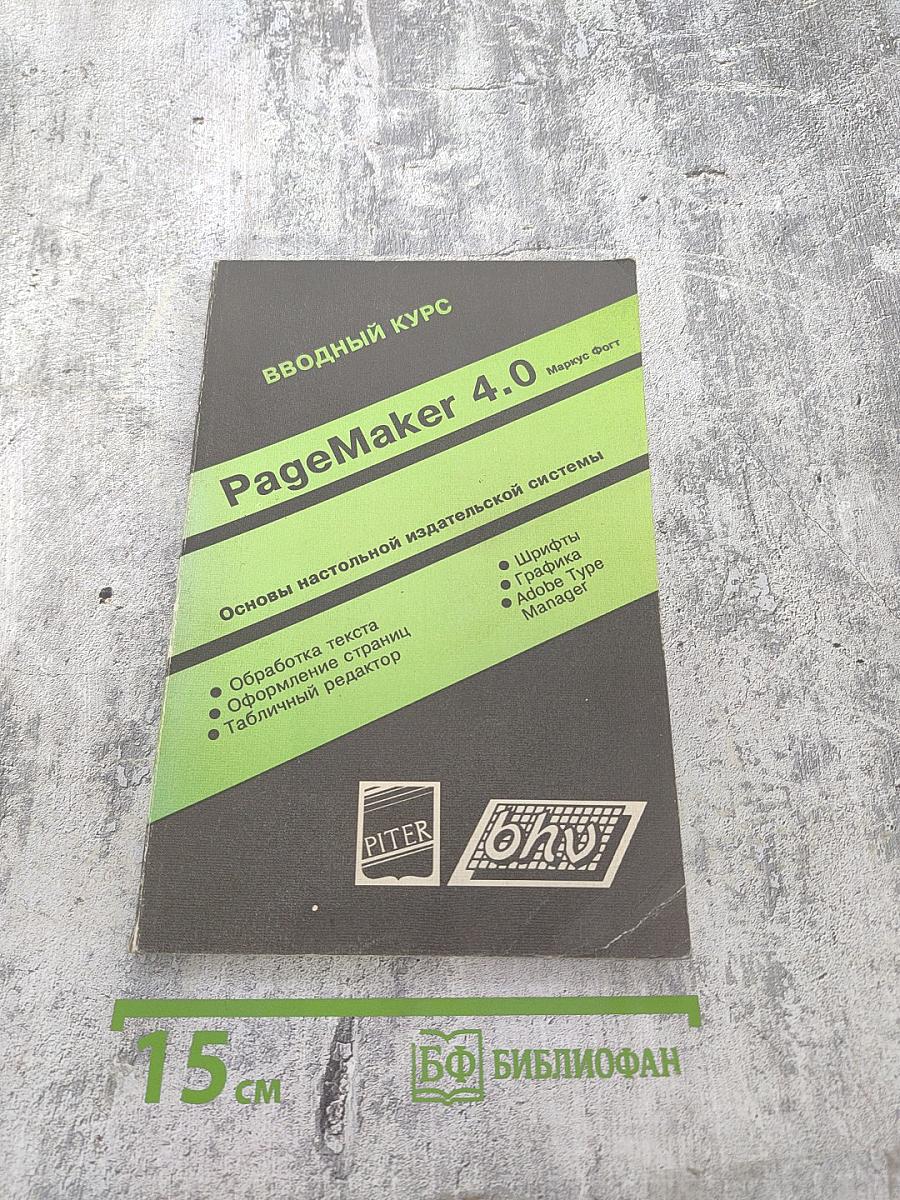 ВВОДНЫЙ КУРС
PageMaker 4.0
Маркус Фогт
Основы настольной издательской системы
● Обработка текста
● Оформление страниц
● Табличный редактор
● Шрифты
● Графика
● Adobe Type
Manager
PITER
bhv
15 см
БФ БИБЛИОФАН